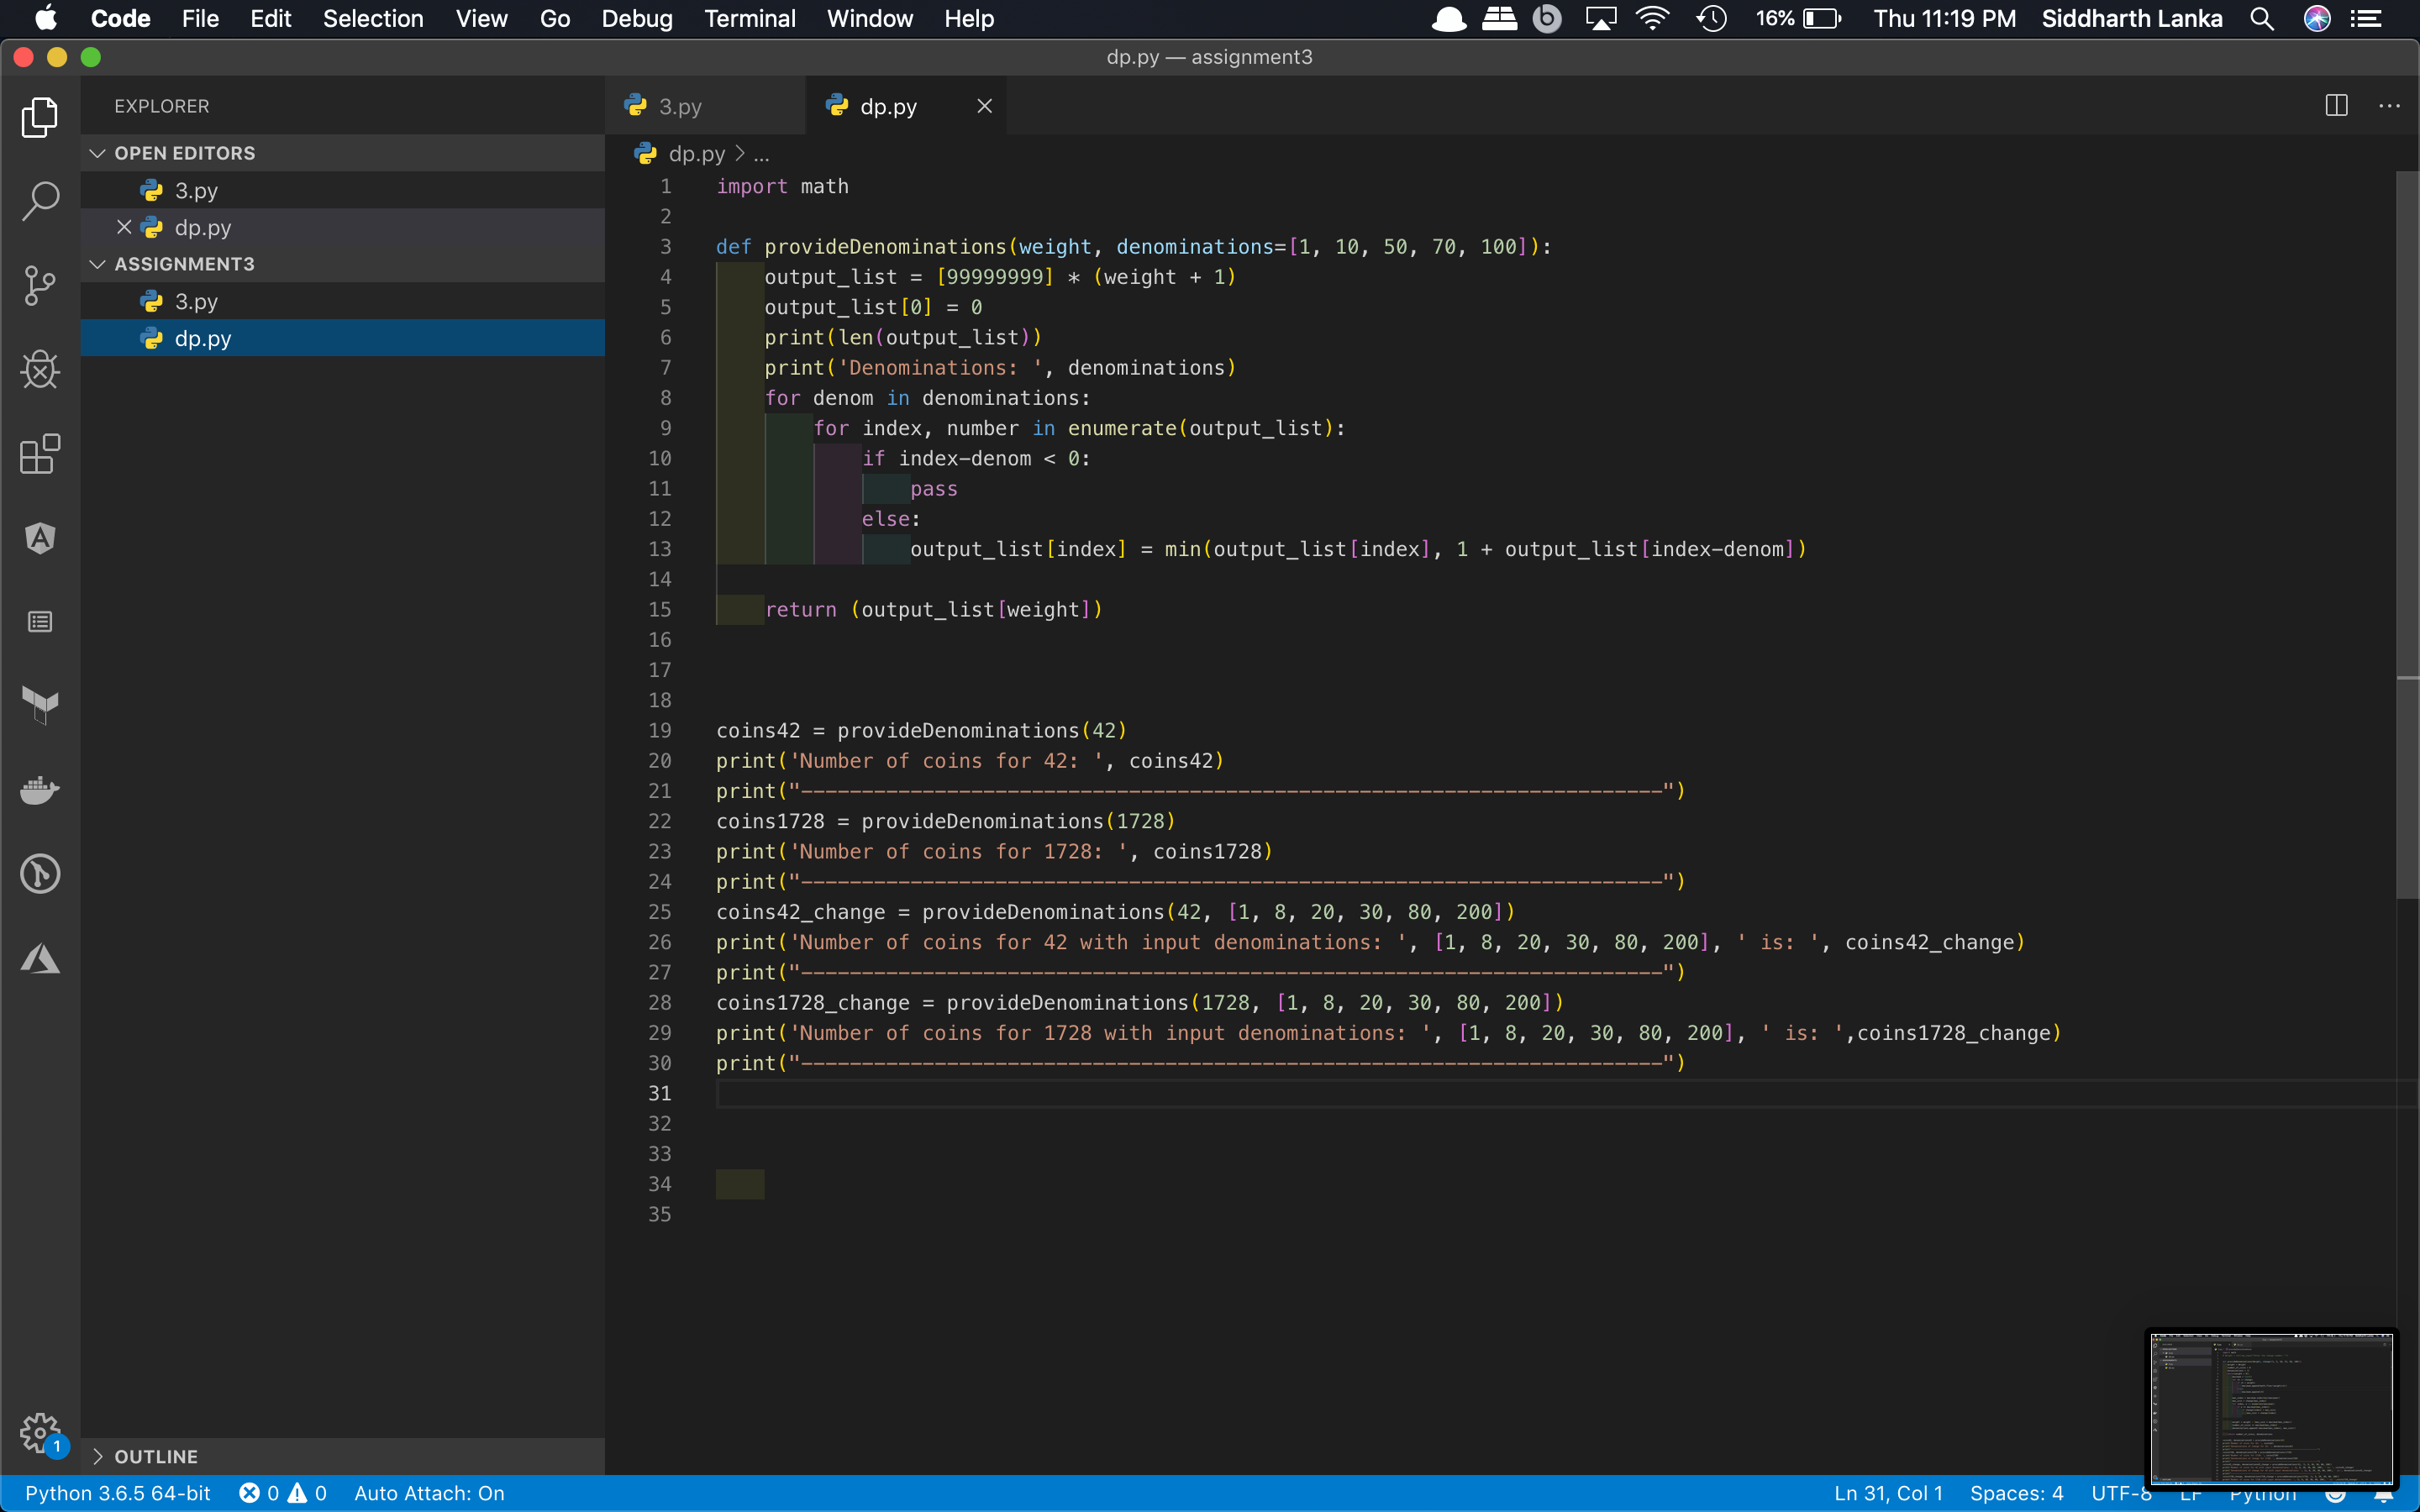 Code File Edit Selection View Go Debug Terminal Window Help 16% Thu 11:19 PM Siddharth Lanka
dp.py — assignment3
EXPLORER
OPEN EDITORS
3.py
dp.py
ASSIGNMENT3
3.py
dp.py
OUTLINE
3.py dp.py
dp.py > ...
1 import math
2
3 def provideDenominations(weight, denominations=[1, 10, 50, 70, 100]):
4     output_list = [99999999] * (weight + 1)
5     output_list[0] = 0
6     print(len(output_list))
7     print('Denominations: ', denominations)
8     for denom in denominations:
9         for index, number in enumerate(output_list):
10             if index-denom < 0:
11                 pass
12             else:
13                 output_list[index] = min(output_list[index], 1 + output_list[index-denom])
14
15     return (output_list[weight])
16
17
18
19 coins42 = provideDenominations(42)
20 print('Number of coins for 42: ', coins42)
21 print("-----------------------------------------------------------------------")
22 coins1728 = provideDenominations(1728)
23 print('Number of coins for 1728: ', coins1728)
24 print("-----------------------------------------------------------------------")
25 coins42_change = provideDenominations(42, [1, 8, 20, 30, 80, 200])
26 print('Number of coins for 42 with input denominations: ', [1, 8, 20, 30, 80, 200], ' is: ', coins42_change)
27 print("-----------------------------------------------------------------------")
28 coins1728_change = provideDenominations(1728, [1, 8, 20, 30, 80, 200])
29 print('Number of coins for 1728 with input denominations: ', [1, 8, 20, 30, 80, 200], ' is: ',coins1728_change)
30 print("-----------------------------------------------------------------------")
31
32
33
34
35
1
Python 3.6.5 64-bit 0 0 Auto Attach: On Ln 31, Col 1 Spaces: 4 UTF-8 LF Python